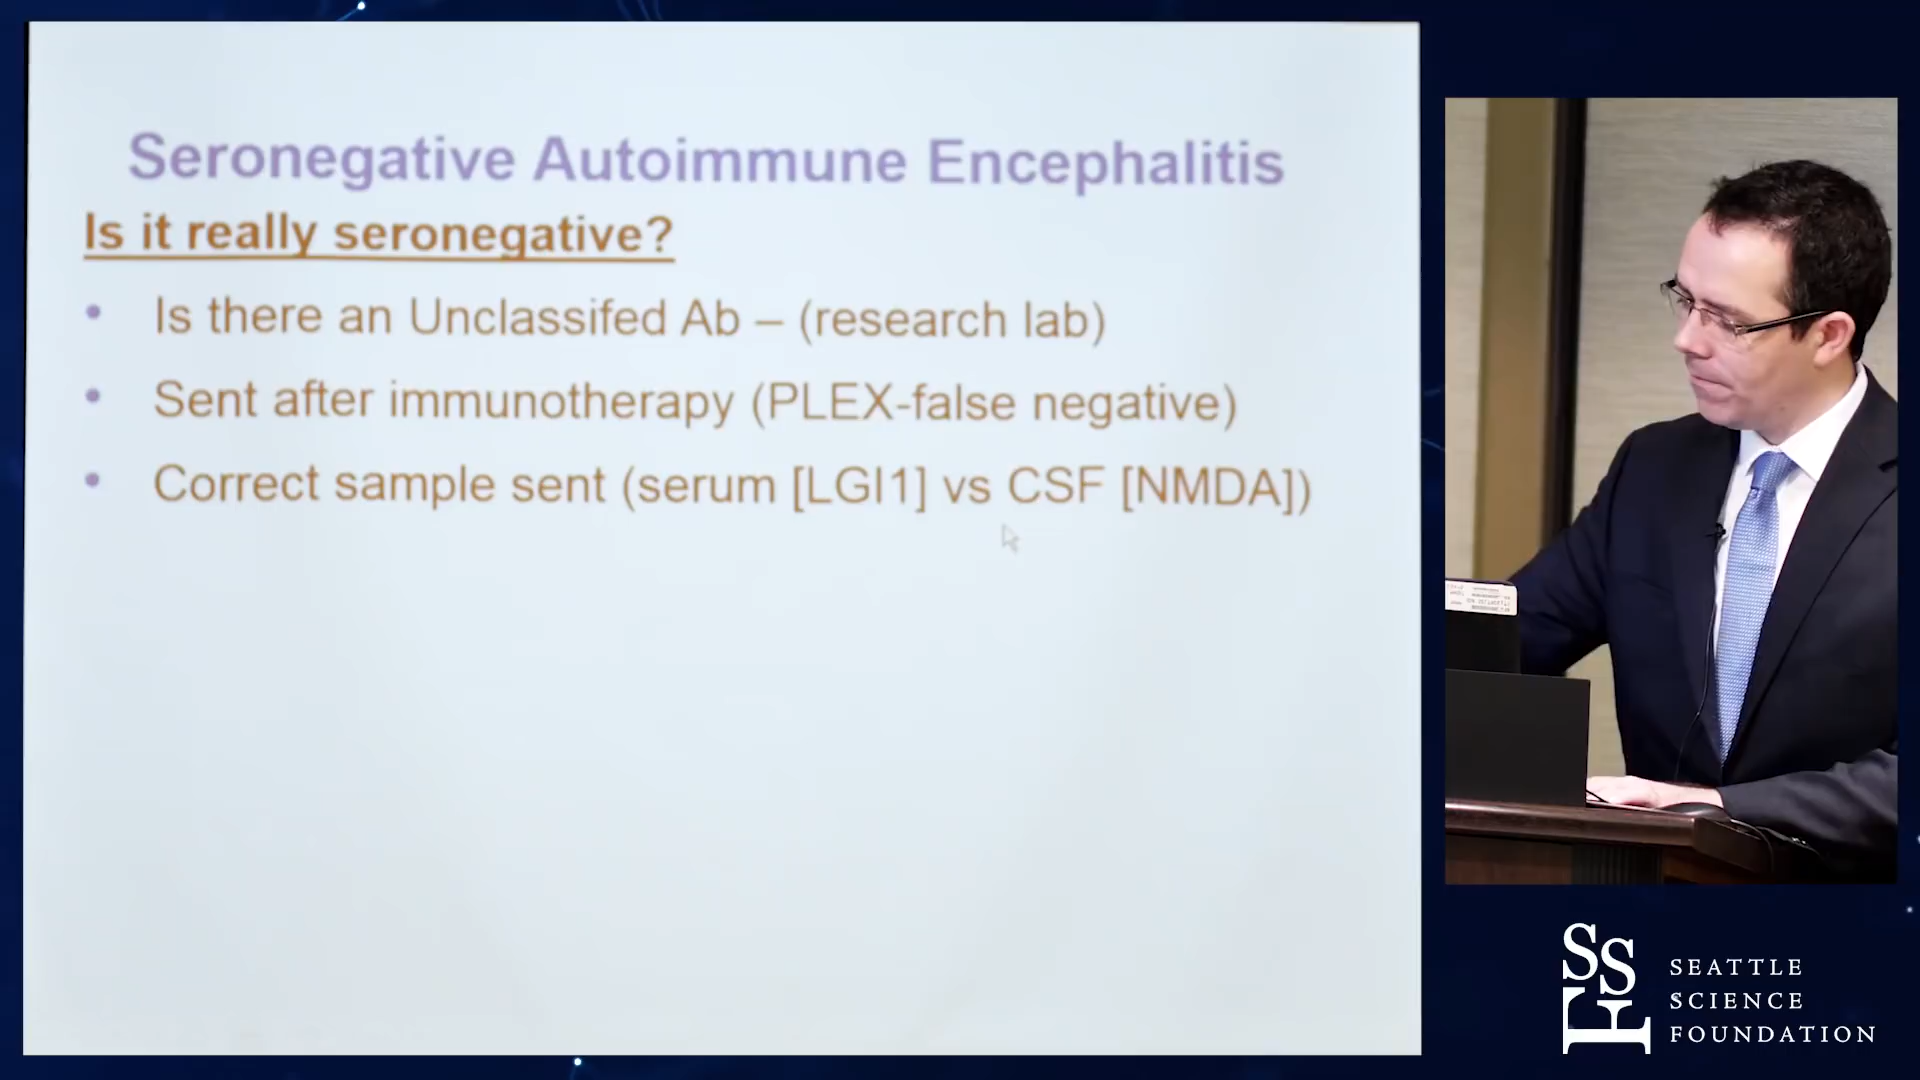 Seronegative Autoimmune Encephalitis
Is it really seronegative?
• Is there an Unclassifed Ab – (research lab)
• Sent after immunotherapy (PLEX-false negative)
• Correct sample sent (serum [LGI1] vs CSF [NMDA])
SSF
SEATTLE
SCIENCE
FOUNDATION